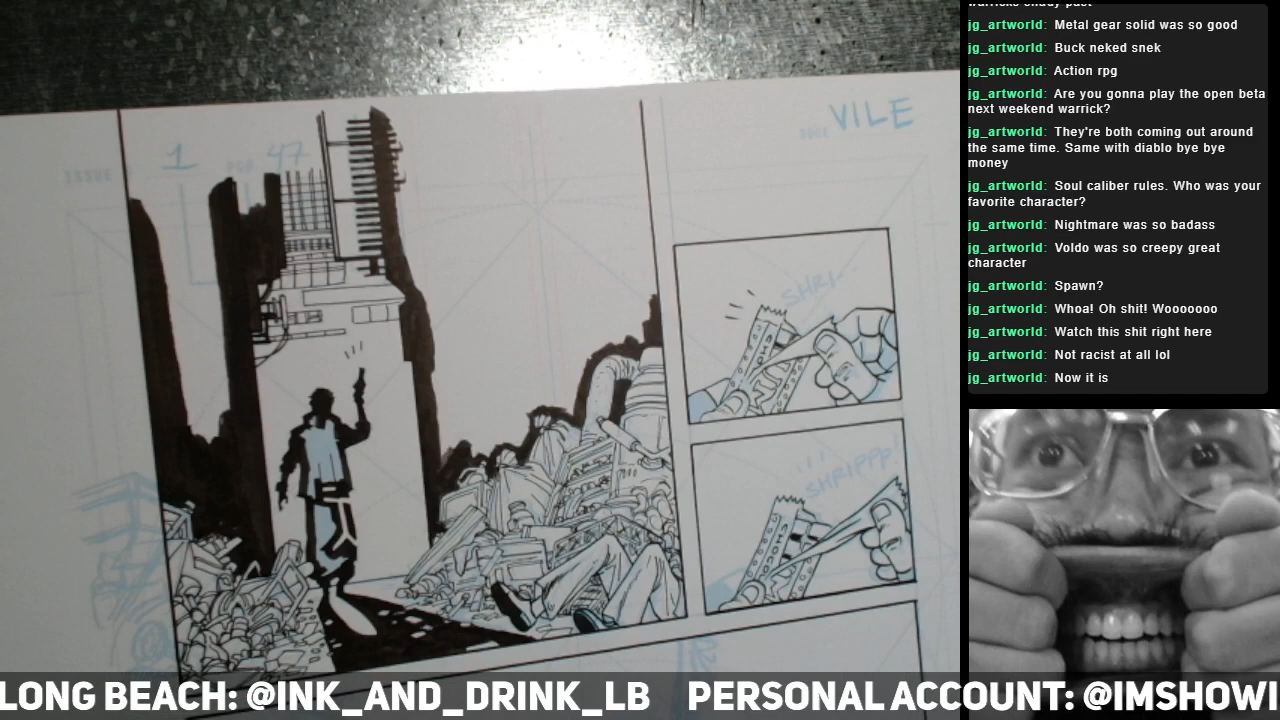 VILE
ISSUE
1
PGS.
47
SHRI--
CHO
SHRIPPP!
CHOCO
jg_artworld: Metal gear solid was so good
jg_artworld: Buck neked snek
jg_artworld: Action rpg
jg_artworld: Are you gonna play the open beta
next weekend warrick?
jg_artworld: They're both coming out around
the same time. Same with diablo bye bye
money
jg_artworld: Soul caliber rules. Who was your
favorite character?
jg_artworld: Nightmare was so badass
jg_artworld: Voldo was so creepy great
character
jg_artworld: Spawn?
jg_artworld: Whoa! Oh shit! Wooooooo
jg_artworld: Watch this shit right here
jg_artworld: Not racist at all lol
jg_artworld: Now it is
LONG BEACH: @INK_AND_DRINK_LB PERSONAL ACCOUNT: @IMSHOWI